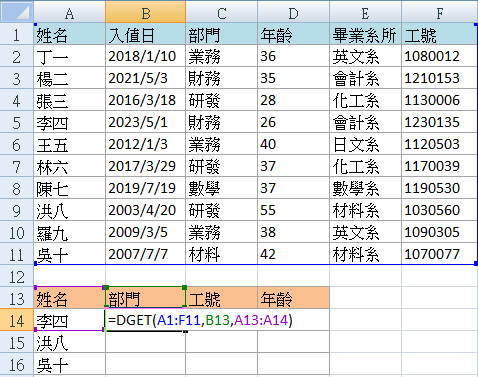 A B C D E F
1 姓名 入值日 部門 年齡 畢業系所 工號
2 丁一 2018/1/10 業務 36 英文系 1080012
3 楊二 2021/5/3 財務 35 會計系 1210153
4 張三 2016/3/18 研發 28 化工系 1130006
5 李四 2023/5/1 財務 26 會計系 1230135
6 王五 2012/1/3 業務 40 日文系 1120503
7 林六 2017/3/29 研發 37 化工系 1170039
8 陳七 2019/7/19 數學 37 數學系 1190530
9 洪八 2003/4/20 研發 55 材料系 1030560
10 羅九 2009/3/5 業務 38 英文系 1090305
11 吳十 2007/7/7 材料 42 材料系 1070077
12
13 姓名 部門 工號 年齡
14 李四 =DGET(A1:F11,B13,A13:A14)
15 洪八
16 吳十